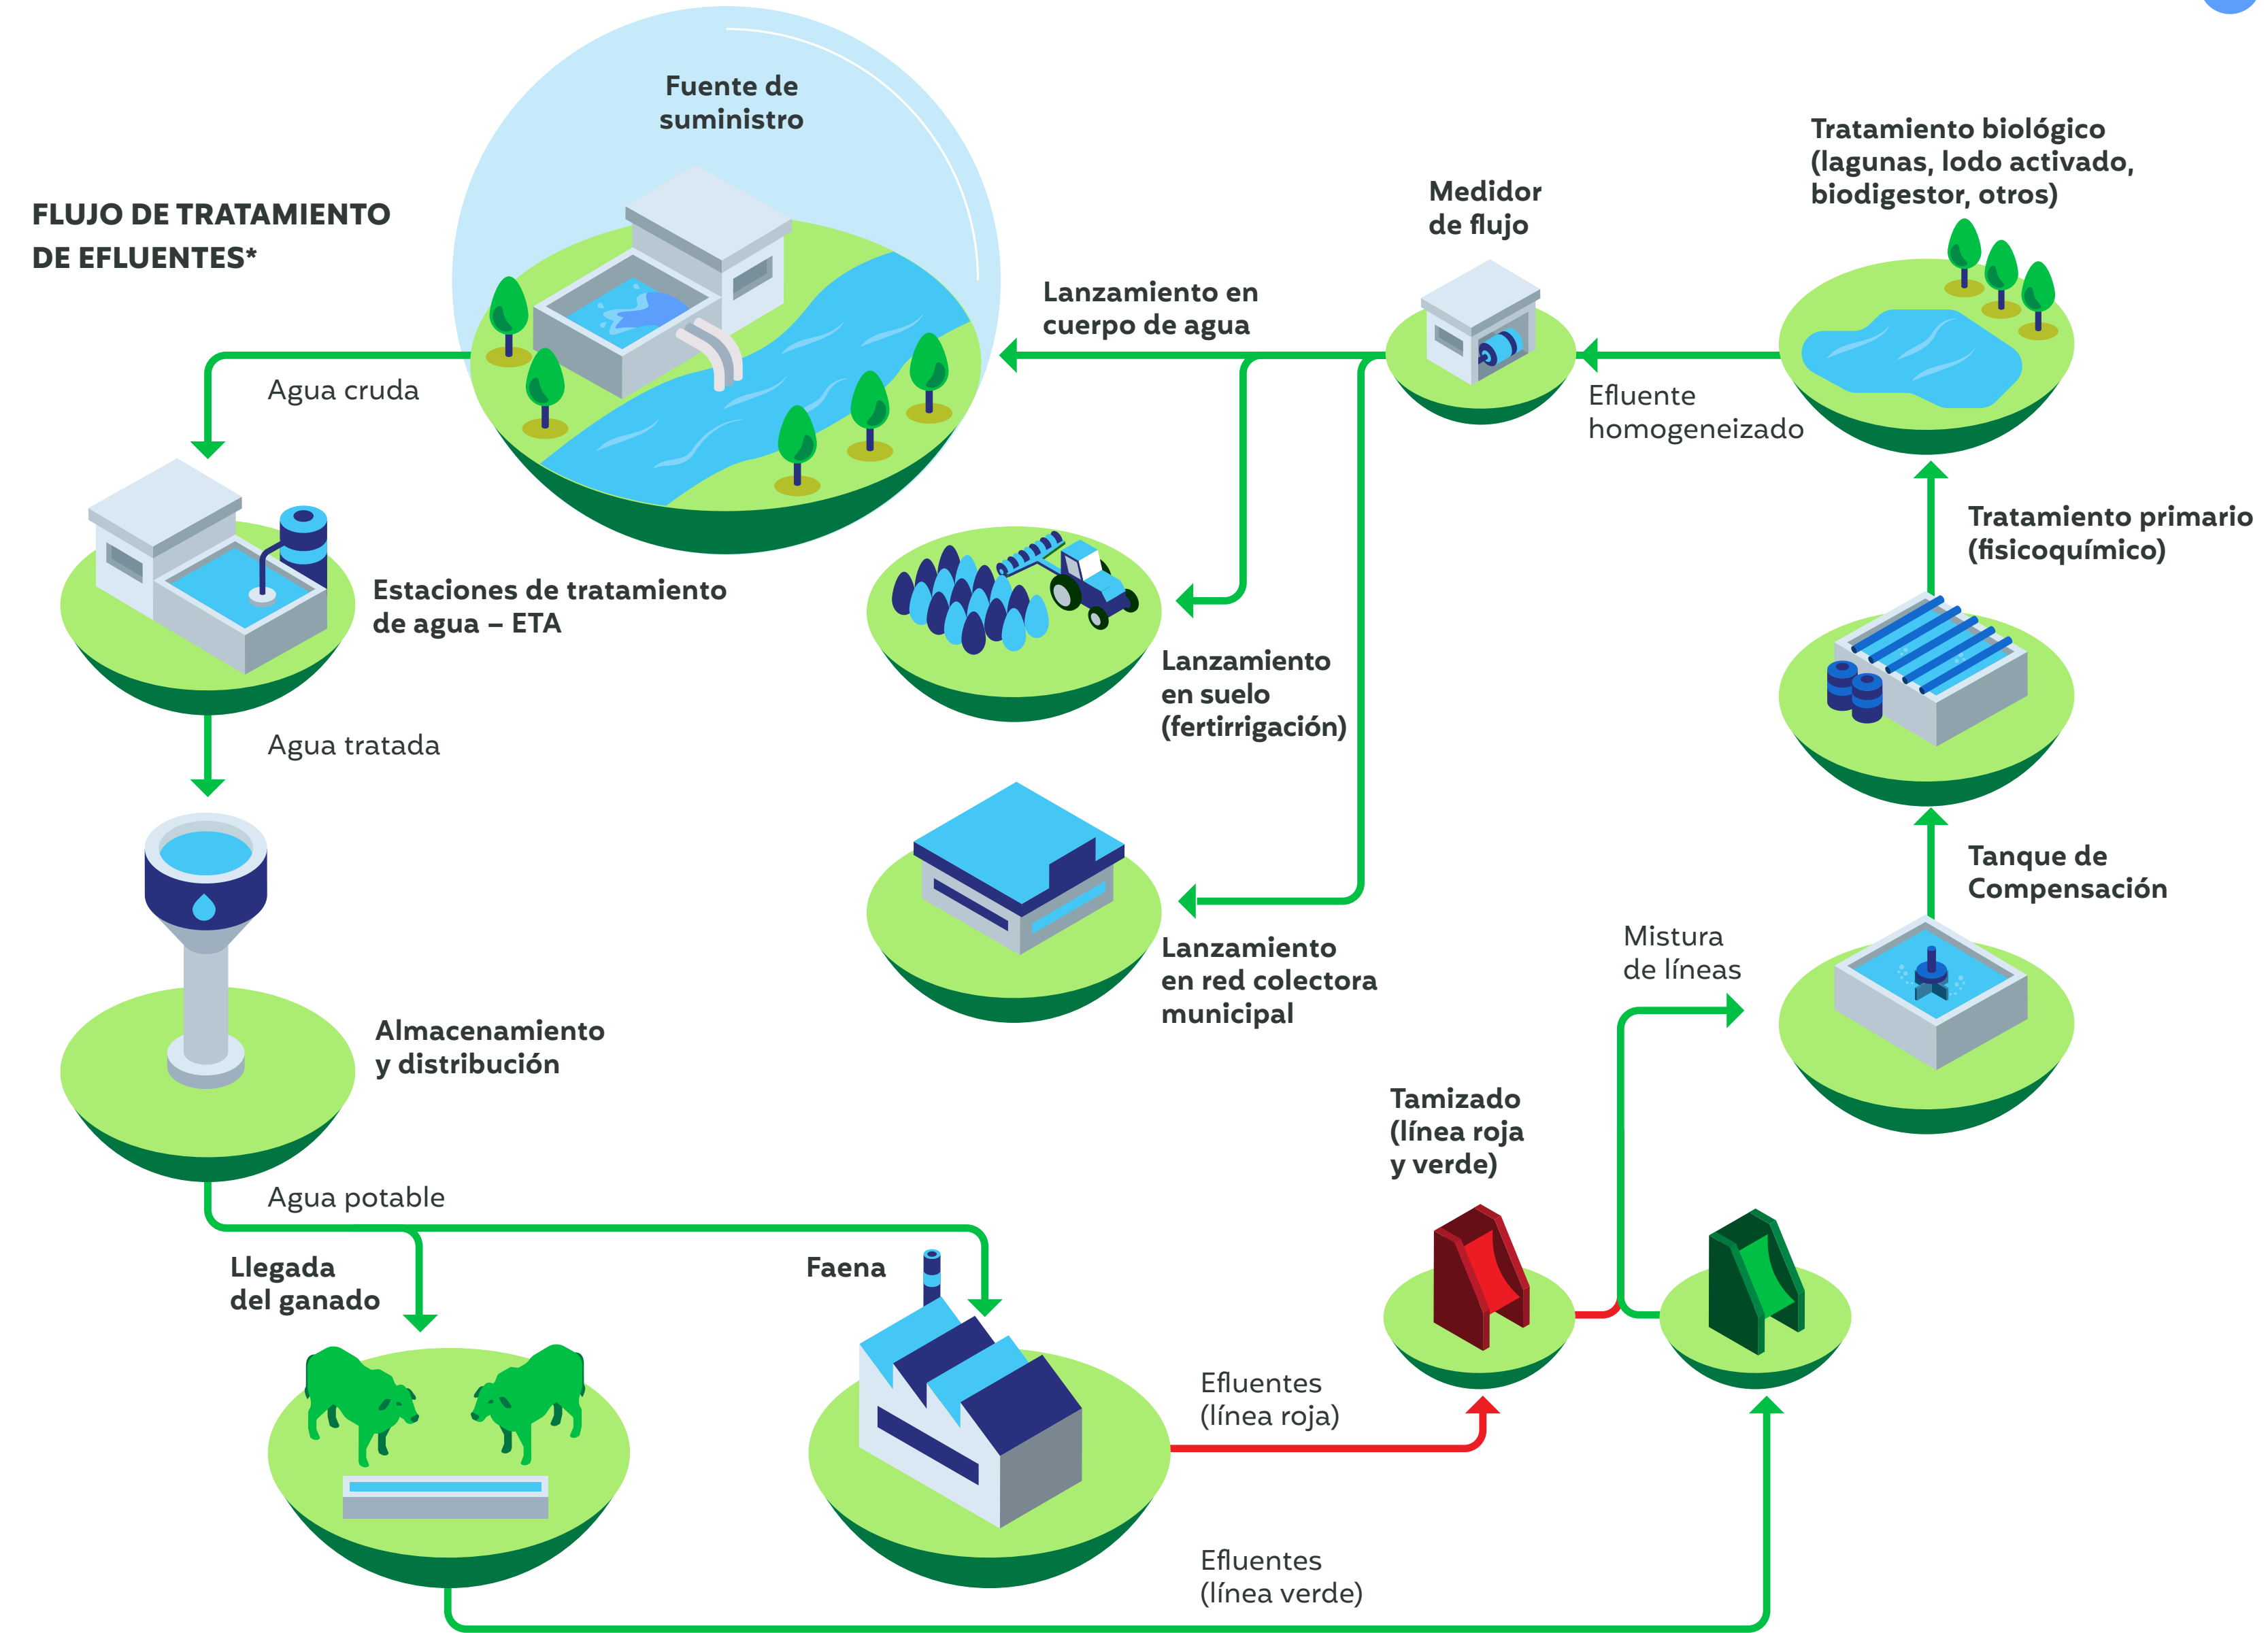 FLUJO DE TRATAMIENTO
DE EFLUENTES*
Fuente de
suministro
Agua cruda
Estaciones de tratamiento
de agua – ETA
Agua tratada
Almacenamiento
y distribución
Agua potable
Llegada
del ganado
Faena
Efluentes
(línea roja)
Efluentes
(línea verde)
Tamizado
(línea roja
y verde)
Mistura
de líneas
Tanque de
Compensación
Tratamiento primario
(fisicoquímico)
Tratamiento biológico
(lagunas, lodo activado,
biodigestor, otros)
Efluente
homogeneizado
Medidor
de flujo
Lanzamiento en
cuerpo de agua
Lanzamiento
en suelo
(fertirrigación)
Lanzamiento
en red colectora
municipal